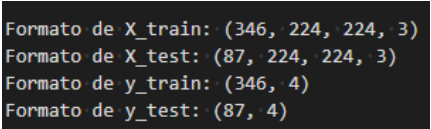 Formato de X_train: (346, 224, 224, 3)
Formato de X_test: (87, 224, 224, 3)
Formato de y_train: (346, 4)
Formato de y_test: (87, 4)